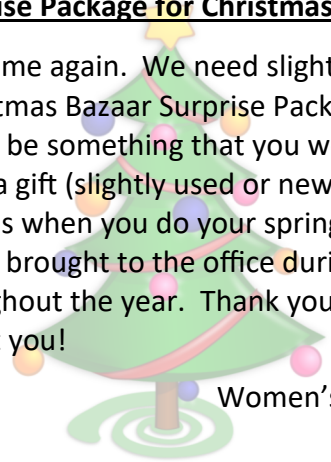 ise Package for Christmas
me again. We need slight
tmas Bazaar Surprise Pack
be something that you w
a gift (slightly used or new
s when you do your spring
brought to the office duri
ghout the year. Thank you
t you!
Women's